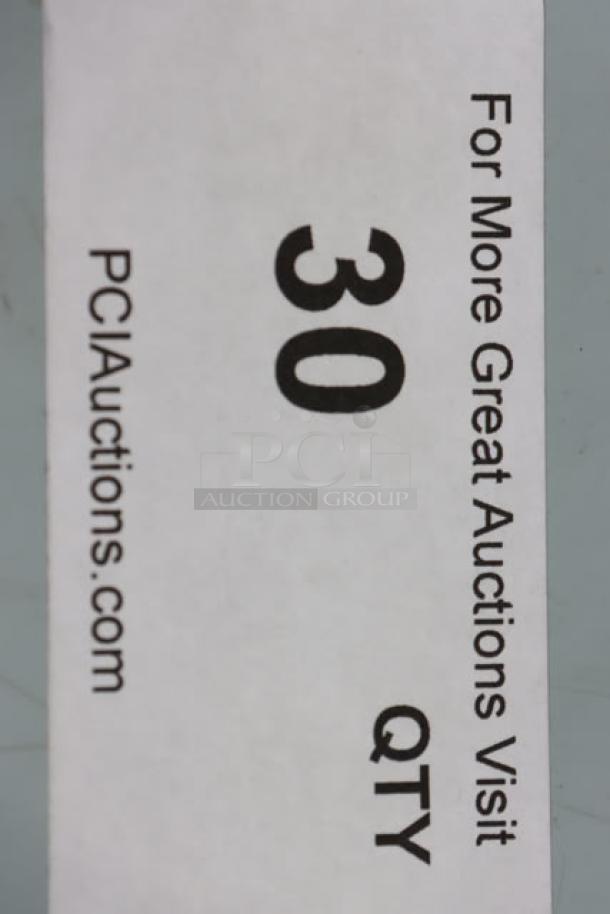 For More Great Auctions Visit
30
QTY
PCIAuctions.com
PCI
AUCTION GROUP